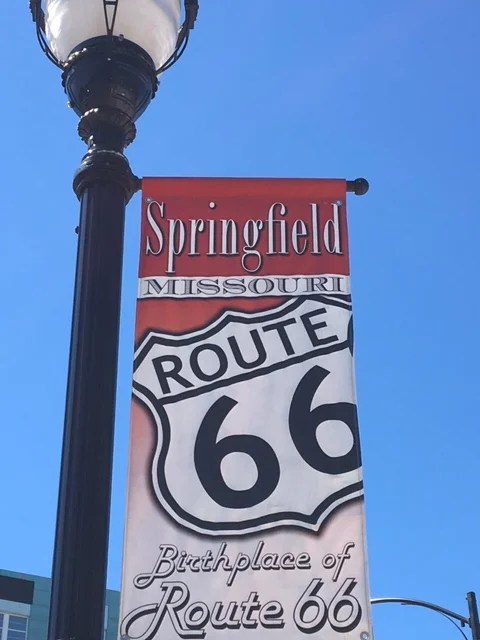 Springfield
MISSOURI
ROUTE
66
Birthplace of
Route 66